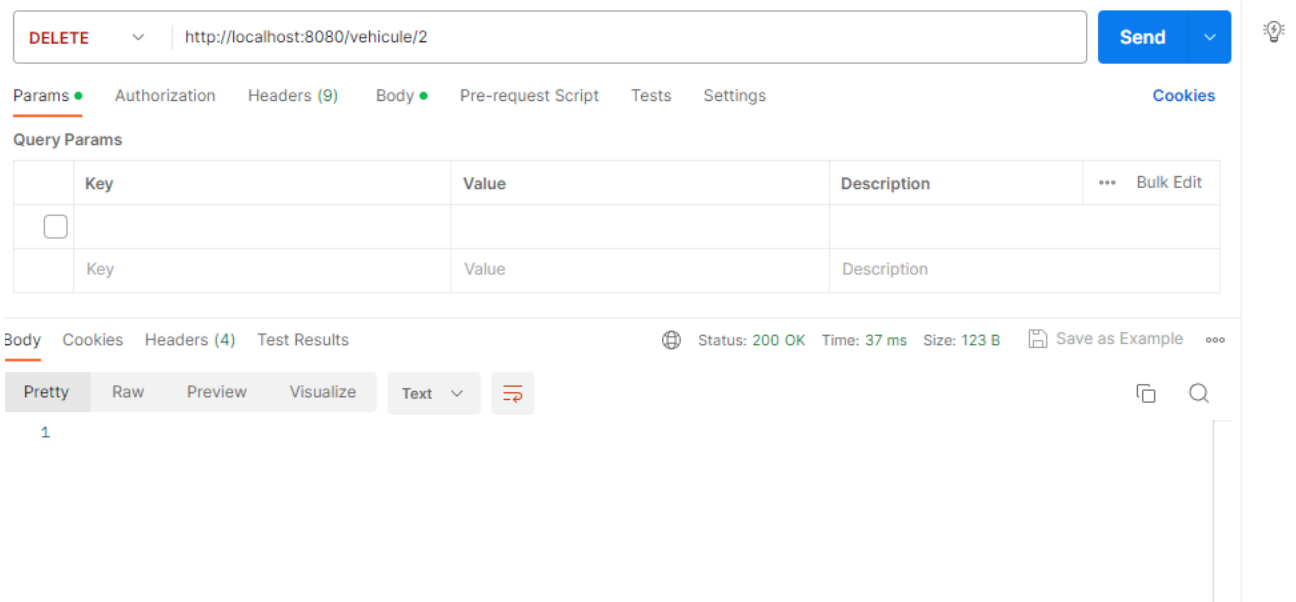 DELETE http://localhost:8080/vehicule/2 Send
Params Authorization Headers (9) Body Pre-request Script Tests Settings Cookies
Query Params
Key Value Description Bulk Edit
Key Value Description
Body Cookies Headers (4) Test Results Status: 200 OK Time: 37 ms Size: 123 B Save as Example
Pretty Raw Preview Visualize Text
1